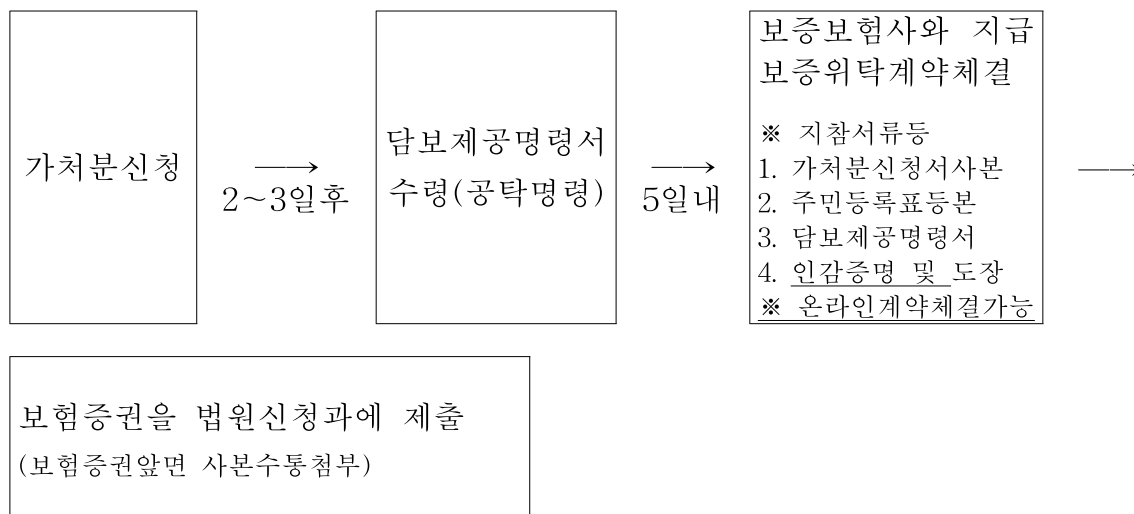 가처분신청
⟶
2~3일후
담보제공명령서
수령(공탁명령)
⟶
5일내
보증보험사와 지급
보증위탁계약체결
※ 지참서류등
1. 가처분신청서사본
2. 주민등록표등본
3. 담보제공명령서
4. 인감증명 및 도장
※ 온라인계약체결가능
⟶
보험증권을 법원신청과에 제출
(보험증권앞면 사본수통첨부)